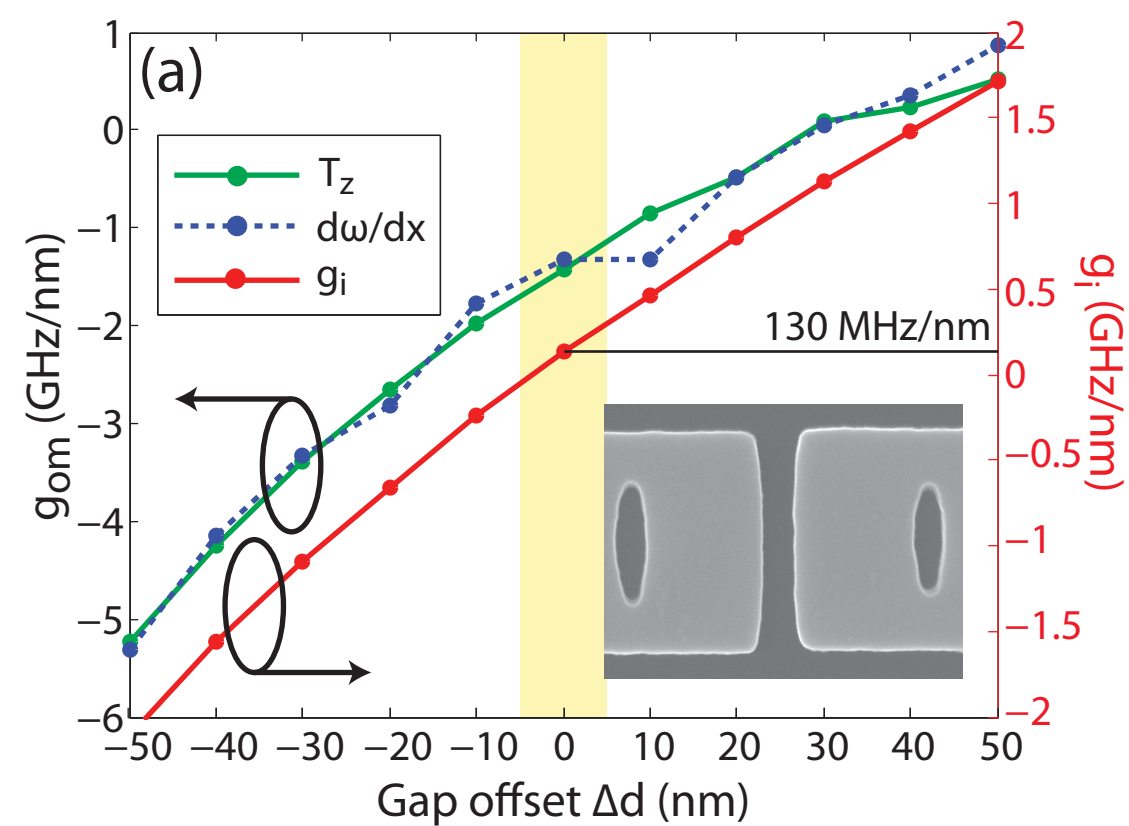 (a)
T_z
dω/dx
g_i
130 MHz/nm
g_om (GHz/nm)
1
0
−1
−2
−3
−4
−5
−6
g_i (GHz/nm)
2
1.5
1
0.5
0
−0.5
−1
−1.5
−2
−50 −40 −30 −20 −10 0 10 20 30 40 50
Gap offset Δd (nm)